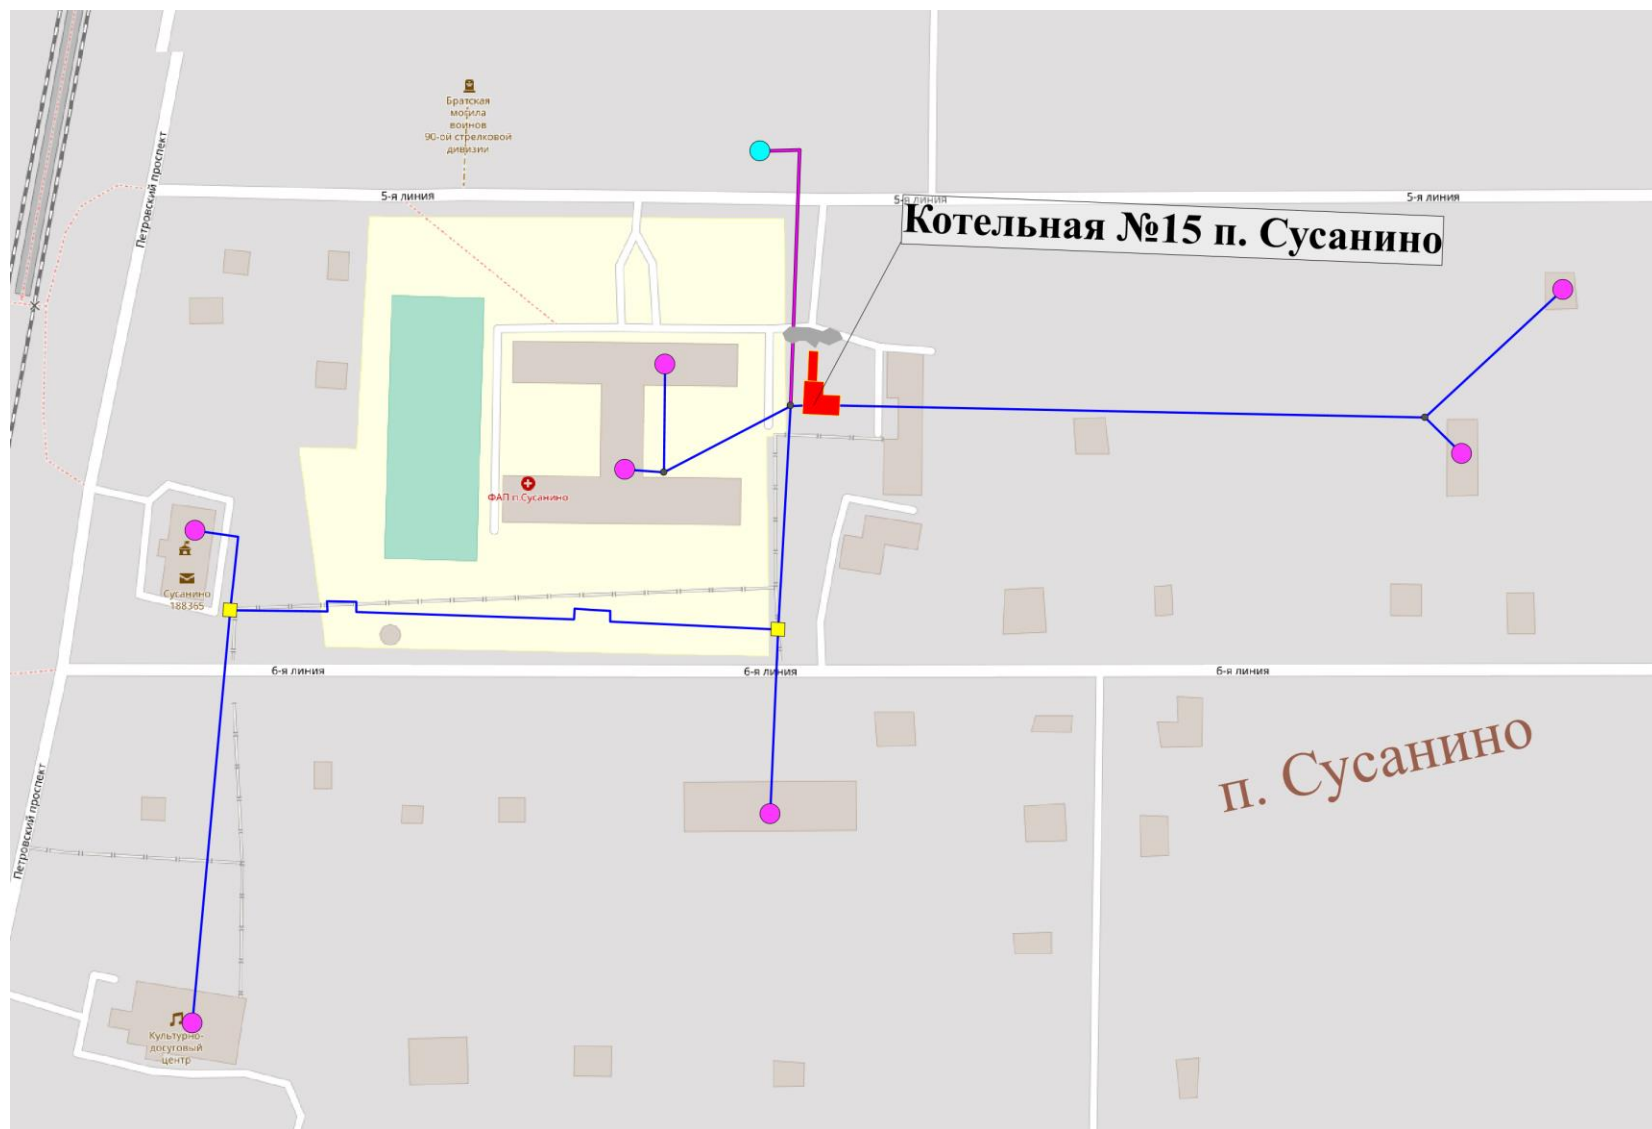 Братская
могила
воинов
90-ой стрелковой
дивизии
Петровский проспект
5-я линия
5-я линия
5-я линия
Котельная №15 п. Сусанино
ФАП п.Сусанино
Сусанино
188365
6-я линия
6-я линия
6-я линия
п. Сусанино
Петровский проспект
Культурно-
досуговый
центр